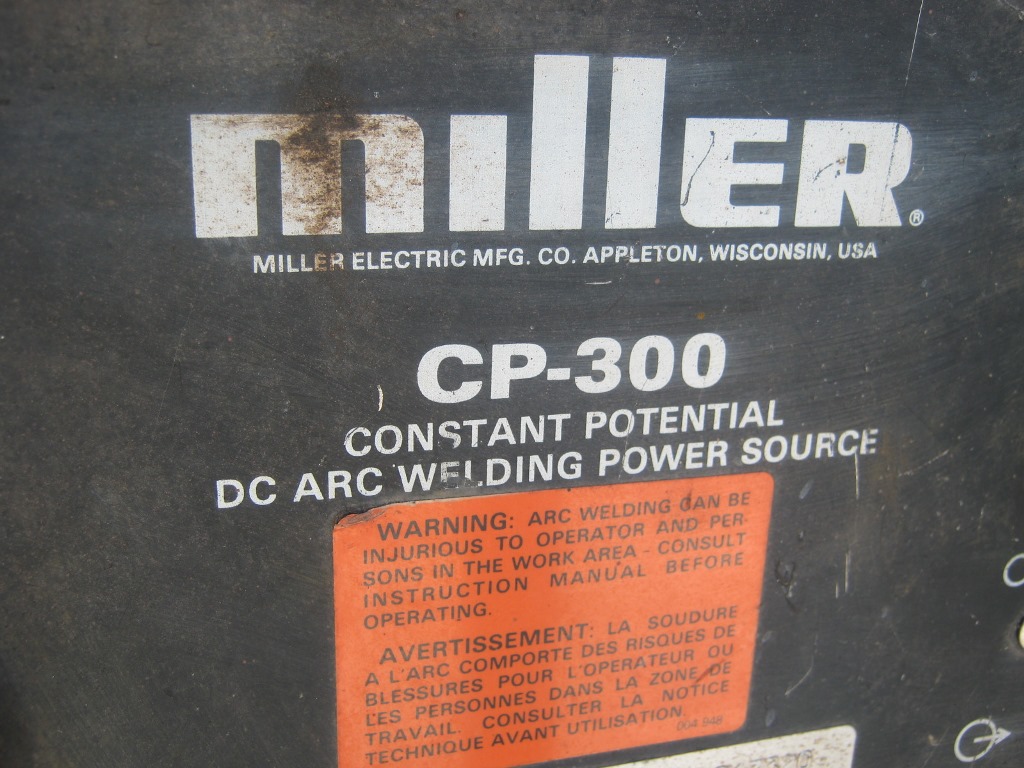 miller®
MILLER ELECTRIC MFG. CO. APPLETON, WISCONSIN, USA
CP-300
CONSTANT POTENTIAL
DC ARC WELDING POWER SOURCE
WARNING: ARC WELDING CAN BE
INJURIOUS TO OPERATOR AND PER-
SONS IN THE WORK AREA - CONSULT
INSTRUCTION MANUAL BEFORE
OPERATING.
AVERTISSEMENT: LA SOUDURE
A L'ARC COMPORTE DES RISQUES DE
BLESSURES POUR L'OPERATEUR OU
LES PERSONNES DANS LA ZONE DE
TRAVAIL. CONSULTER LA NOTICE
TECHNIQUE AVANT UTILISATION.
004 948